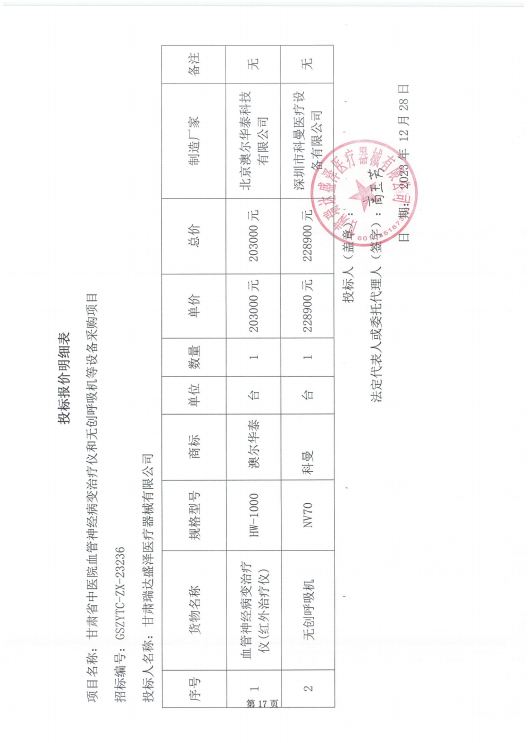 投标报价明细表
项目名称：甘肃省中医院血管神经病变治疗仪和无创呼吸机等设备采购项目
招标编号：GSZYTC-ZX-23236
投标人名称：甘肃瑞达盛泽医疗器械有限公司
序号 货物名称 规格型号 商标 单位 数量 单价 总价 制造厂家 备注
1 血管神经病变治疗仪(红外治疗仪) HW-1000 澳尔华泰 台 1 203000 元 203000 元 北京澳尔华泰科技有限公司 无
2 无创呼吸机 NV70 科曼 台 1 228900 元 228900 元 深圳市科曼医疗设备有限公司 无
投标人（盖章）：
法定代表人或委托代理人（签字）：
日 期：2023 年 12 月 28 日
第 17 页